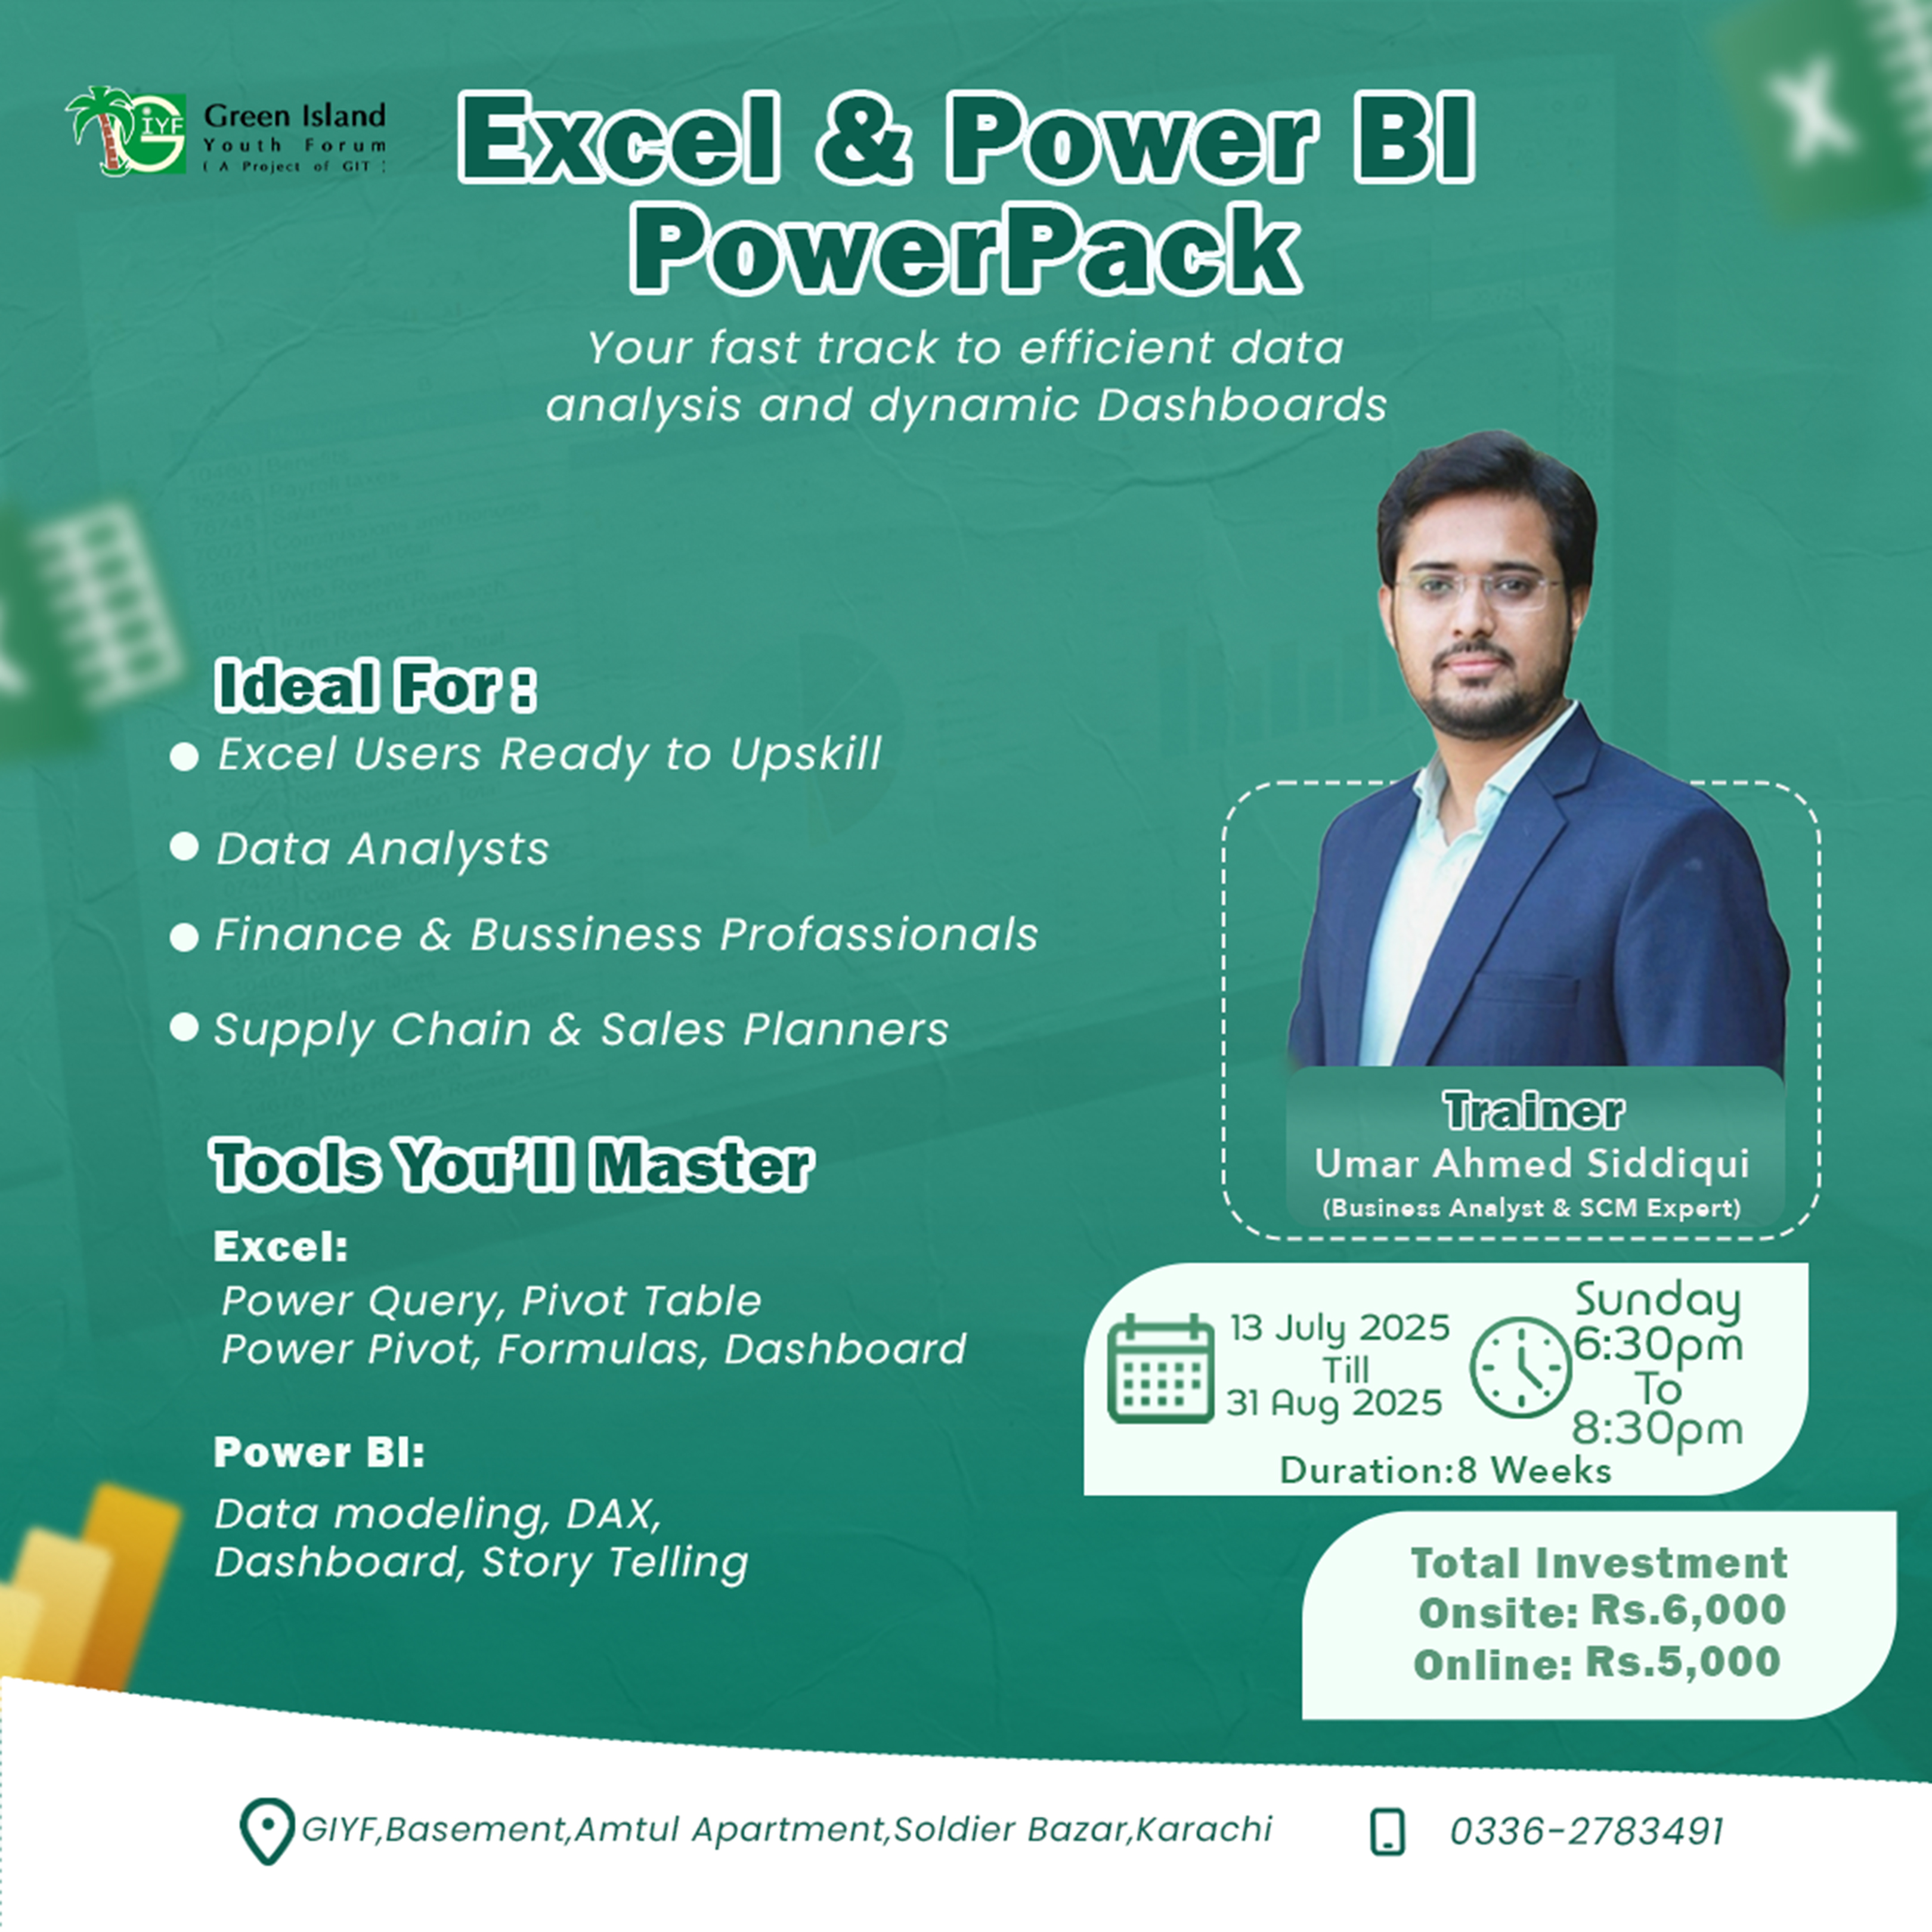 GIYF
Green Island
Youth Forum
( A Project of GIT )
Excel & Power BI
PowerPack
Your fast track to efficient data
analysis and dynamic Dashboards
Ideal For :
Excel Users Ready to Upskill
Data Analysts
Finance & Bussiness Profassionals
Supply Chain & Sales Planners
Tools You’ll Master
Excel:
Power Query, Pivot Table
Power Pivot, Formulas, Dashboard
Power BI:
Data modeling, DAX,
Dashboard, Story Telling
Trainer
Umar Ahmed Siddiqui
(Business Analyst & SCM Expert)
13 July 2025
Till
31 Aug 2025
Sunday
6:30pm
To
8:30pm
Duration:8 Weeks
Total Investment
Onsite: Rs.6,000
Online: Rs.5,000
GIYF,Basement,Amtul Apartment,Soldier Bazar,Karachi
0336-2783491